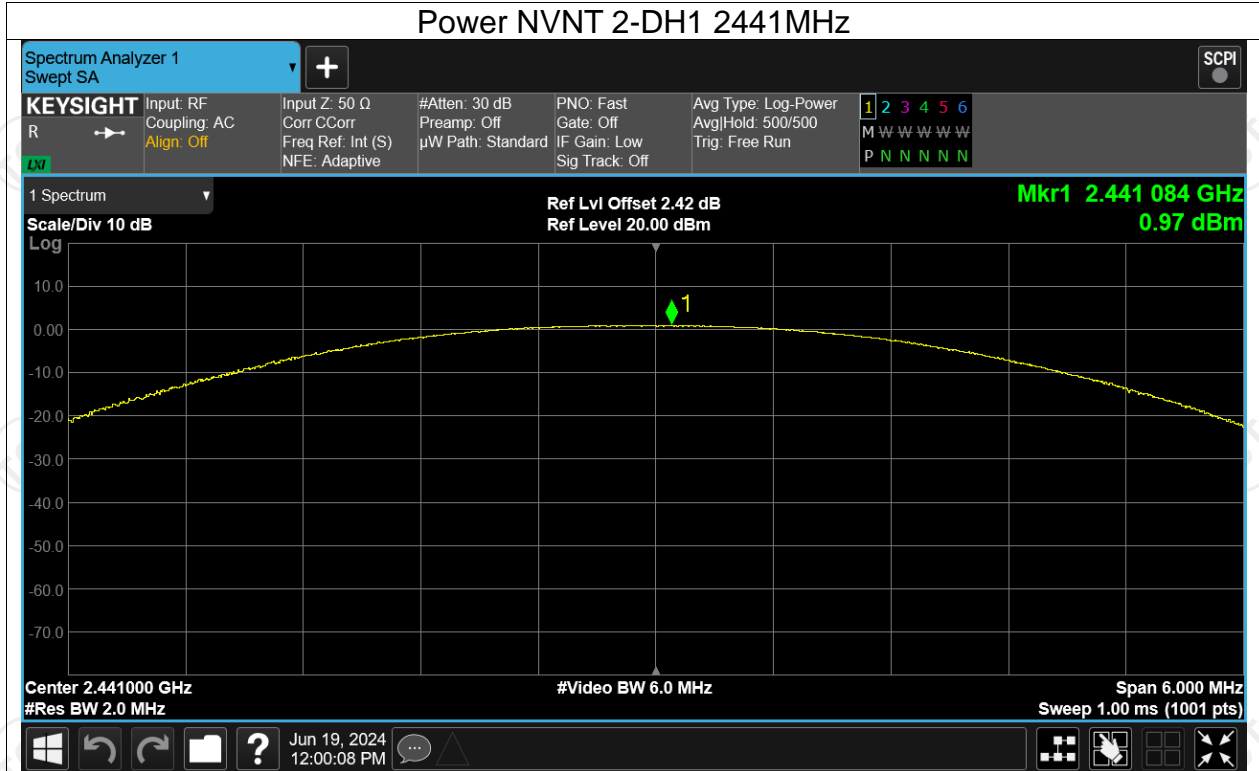 Power NVNT 2-DH1 2441MHz
Spectrum Analyzer 1
Swept SA
+
SCPI
KEYSIGHT
R
LXI
Input: RF
Coupling: AC
Align: Off
Input Z: 50 Ω
Corr CCorr
Freq Ref: Int (S)
NFE: Adaptive
#Atten: 30 dB
Preamp: Off
µW Path: Standard
PNO: Fast
Gate: Off
IF Gain: Low
Sig Track: Off
Avg Type: Log-Power
Avg|Hold: 500/500
Trig: Free Run
1 2 3 4 5 6
M W W W W W
P N N N N N
1 Spectrum
Scale/Div 10 dB
Ref Lvl Offset 2.42 dB
Ref Level 20.00 dBm
Mkr1 2.441 084 GHz
0.97 dBm
Log
10.0
0.00
-10.0
-20.0
-30.0
-40.0
-50.0
-60.0
-70.0
1
Center 2.441000 GHz
#Res BW 2.0 MHz
#Video BW 6.0 MHz
Span 6.000 MHz
Sweep 1.00 ms (1001 pts)
?
Jun 19, 2024
12:00:08 PM